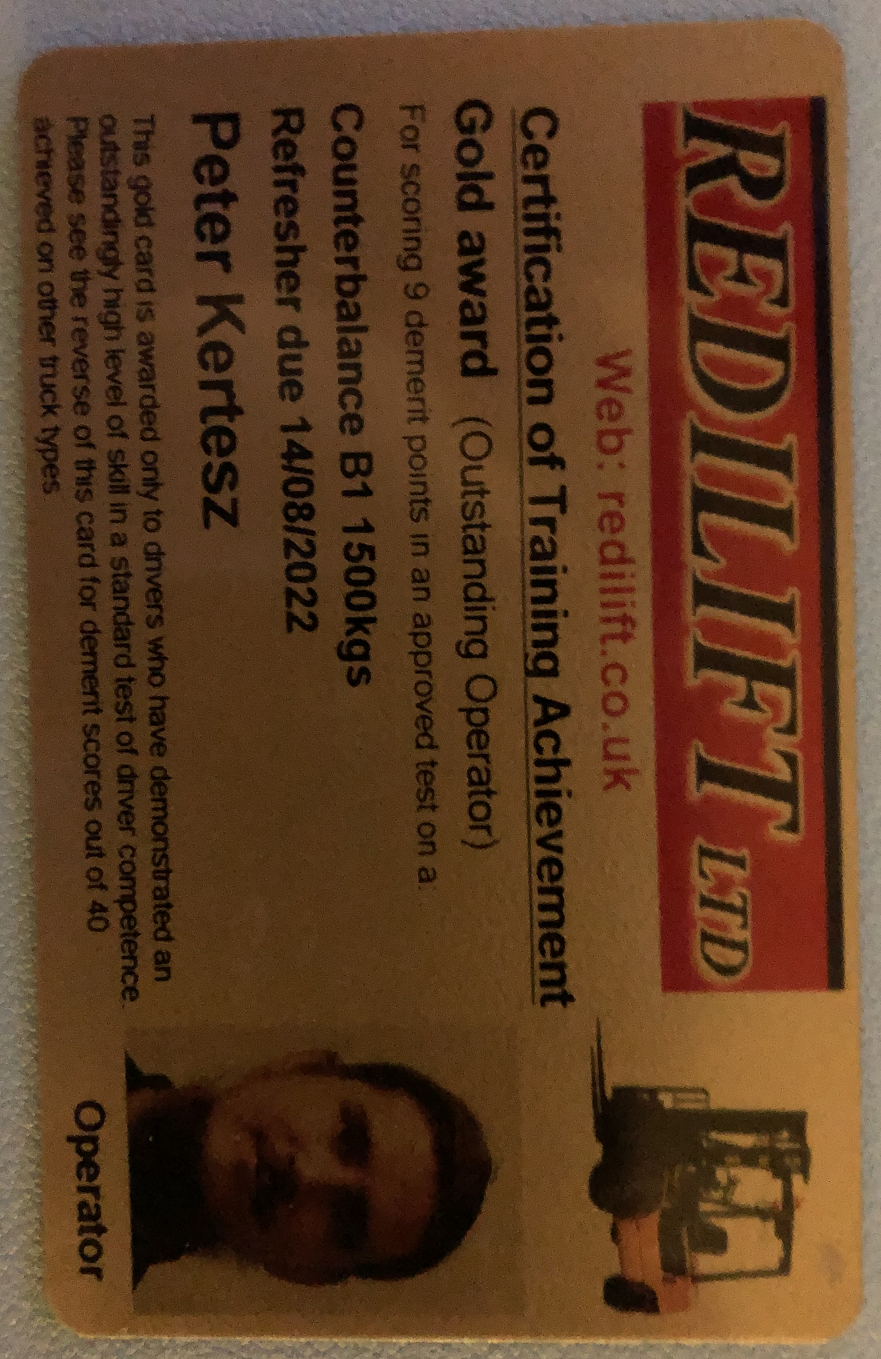 REDILIFT LTD
Web: redilift.co.uk
Certification of Training Achievement
Gold award (Outstanding Operator)
For scoring 9 demerit points in an approved test on a:
Counterbalance B1 1500kgs
Refresher due 14/08/2022
Peter Kertesz
This gold card is awarded only to drivers who have demonstrated an
outstandingly high level of skill in a standard test of driver competence.
Please see the reverse of this card for demerit scores out of 40
achieved on other truck types.
Operator